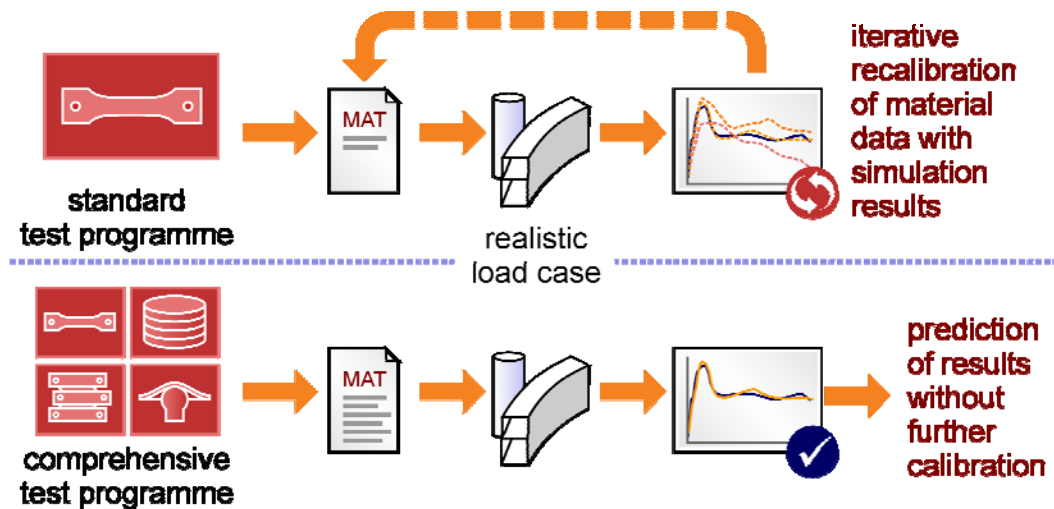 iterative
recalibration
of material
data with
simulation
results
MAT
standard
test programme
realistic
load case
MAT
prediction
of results
without
further
calibration
comprehensive
test programme